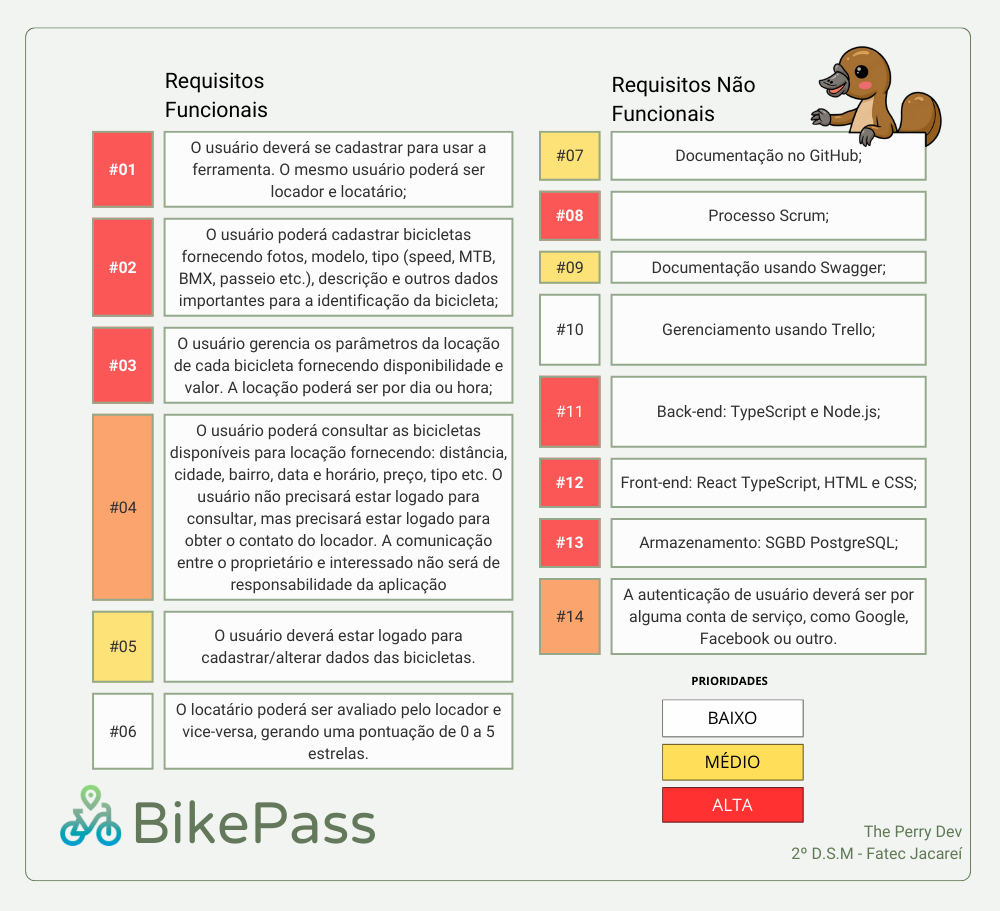 Requisitos
Funcionais
#01
O usuário deverá se cadastrar para usar a
ferramenta. O mesmo usuário poderá ser
locador e locatário;
#02
O usuário poderá cadastrar bicicletas
fornecendo fotos, modelo, tipo (speed, MTB,
BMX, passeio etc.), descrição e outros dados
importantes para a identificação da bicicleta;
#03
O usuário gerencia os parâmetros da locação
de cada bicicleta fornecendo disponibilidade e
valor. A locação poderá ser por dia ou hora;
#04
O usuário poderá consultar as bicicletas
disponíveis para locação fornecendo: distância,
cidade, bairro, data e horário, preço, tipo etc. O
usuário não precisará estar logado para
consultar, mas precisará estar logado para
obter o contato do locador. A comunicação
entre o proprietário e interessado não será de
responsabilidade da aplicação
#05
O usuário deverá estar logado para
cadastrar/alterar dados das bicicletas.
#06
O locatário poderá ser avaliado pelo locador e
vice-versa, gerando uma pontuação de 0 a 5
estrelas.
Requisitos Não
Funcionais
#07
Documentação no GitHub;
#08
Processo Scrum;
#09
Documentação usando Swagger;
#10
Gerenciamento usando Trello;
#11
Back-end: TypeScript e Node.js;
#12
Front-end: React TypeScript, HTML e CSS;
#13
Armazenamento: SGBD PostgreSQL;
#14
A autenticação de usuário deverá ser por
alguma conta de serviço, como Google,
Facebook ou outro.
PRIORIDADES
BAIXO
MÉDIO
ALTA
BikePass
The Perry Dev
2º D.S.M - Fatec Jacareí